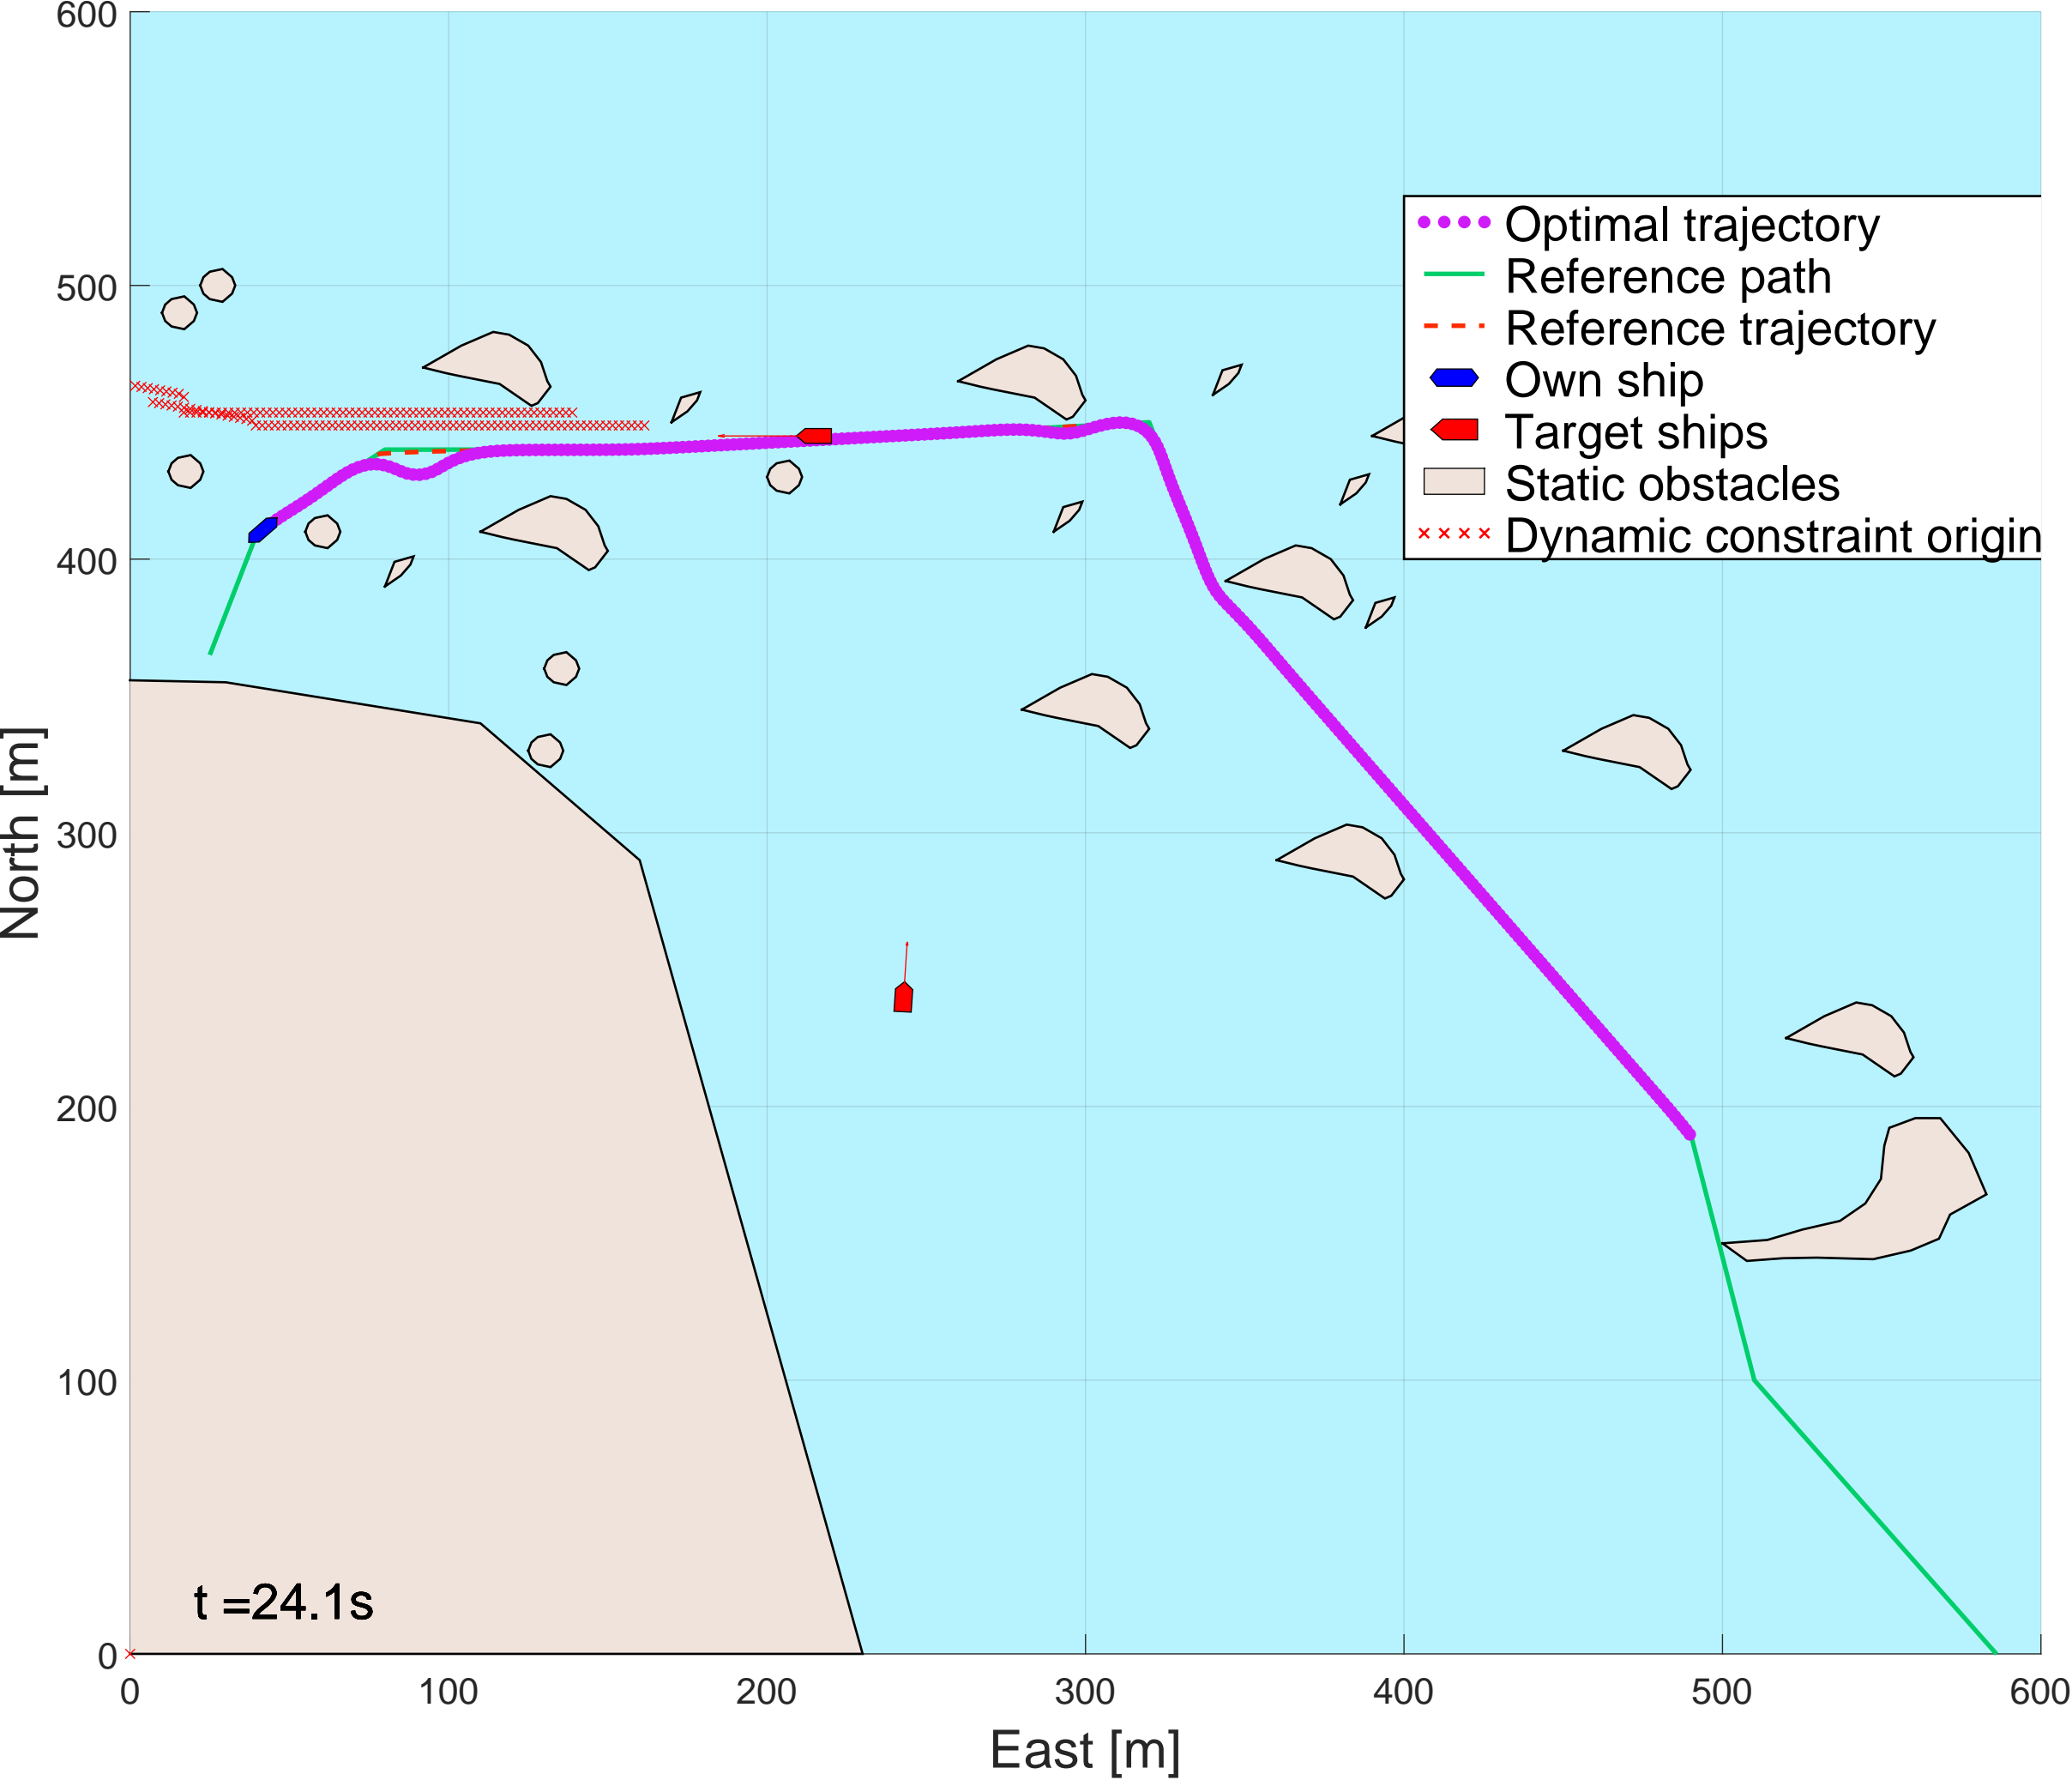 600
500
400
300
200
100
0
North [m]
Optimal trajectory
Reference path
Reference trajectory
Own ship
Target ships
Static obstacles
Dynamic constraint origin
t =24.1s
0
100
200
300
400
500
600
East [m]